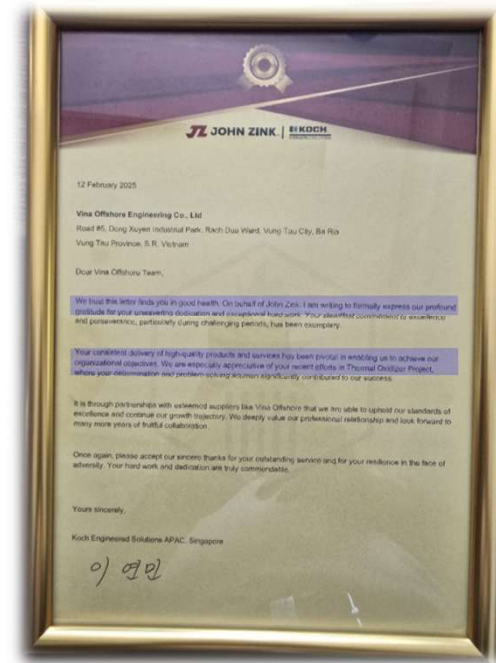 JZ JOHN ZINK | KOCH
12 February 2025
Vina Offshore Engineering Co., Ltd
Road #5, Dong Xuyen Industrial Park, Rach Dua Ward, Vung Tau City, Ba Ria
Vung Tau Province, S.R. Vietnam
Dear Vina Offshore Team,
We trust this letter finds you in good health. On behalf of John Zink, I am writing to formally express our profound
gratitude for your unwavering dedication and exceptional hard work. Your steadfast commitment to excellence
and perseverance, particularly during challenging periods, has been exemplary.
Your consistent delivery of high-quality products and services has been pivotal in enabling us to achieve our
organizational objectives. We are especially appreciative of your recent efforts in Thermal Oxidizer Project,
where your determination and problem-solving acumen significantly contributed to our success.
It is through partnerships with esteemed suppliers like Vina Offshore that we are able to uphold our standards of
excellence and continue our growth trajectory. We deeply value our professional relationship and look forward to
many more years of fruitful collaboration.
Once again, please accept our sincere thanks for your outstanding service and for your resilience in the face of
adversity. Your hard work and dedication are truly commendable.
Yours sincerely,
Koch Engineered Solutions APAC, Singapore
이 연민